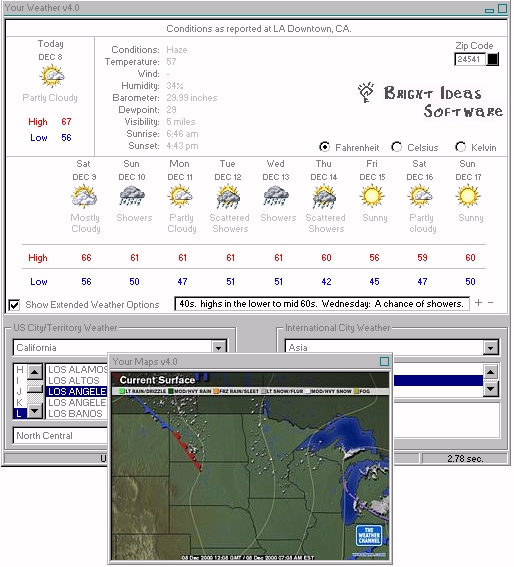 Your Weather v4.0
Conditions as reported at LA Downtown, CA.
Today
DEC 8
Partly Cloudy
High 67
Low 56
Conditions: Haze
Temperature: 57
Wind: -
Humidity: 34%
Barometer: 29.99 inches
Dewpoint: 29
Visibility: 5 miles
Sunrise: 6:46 am
Sunset: 4:43 pm
Zip Code
24541
Bright Ideas
Software
Fahrenheit Celsius Kelvin
Sat Sun Mon Tue Wed Thu Fri Sat Sun
DEC 9 DEC 10 DEC 11 DEC 12 DEC 13 DEC 14 DEC 15 DEC 16 DEC 17
Mostly Cloudy Showers Partly Cloudy Scattered Showers Showers Scattered Showers Sunny Partly cloudy Sunny
High 66 61 61 61 61 60 56 59 60
Low 56 50 47 51 51 42 45 47 50
Show Extended Weather Options
40s. highs in the lower to mid 60s. Wednesday: A chance of showers.
+ -
US City/Territory Weather
California
H
I
J
K
L
LOS ALAMO
LOS ALTOS
LOS ANGELE
LOS ANGELE
LOS BANOS
North Central
International City Weather
Asia
U
2.78 sec.
Your Maps v4.0
Current Surface
LT RAIN/DRIZZLE MOD/HVY RAIN FRZ RAIN/SLEET LT SNOW/FLUR MOD/HVY SNOW FOG
THE
WEATHER
CHANNEL
08 Dec 2000 12:08 GMT / 08 Dec 2000 07:08 AM EST